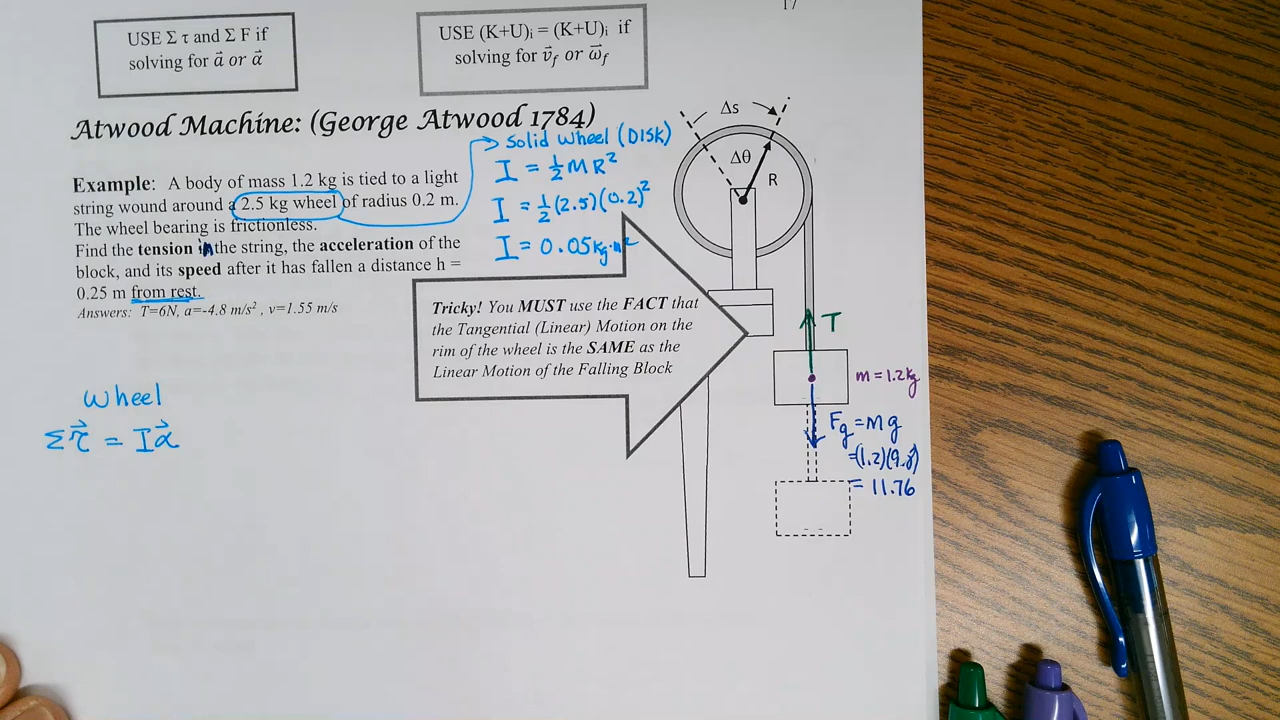 17
USE Σ τ and Σ F if
solving for a⃗ or α⃗
USE (K+U)i = (K+U)i if
solving for v⃗f or ω⃗f
Atwood Machine: (George Atwood 1784)
Example: A body of mass 1.2 kg is tied to a light
string wound around a 2.5 kg wheel of radius 0.2 m.
The wheel bearing is frictionless.
Find the tension in the string, the acceleration of the
block, and its speed after it has fallen a distance h =
0.25 m from rest.
Answers: T=6N, a=-4.8 m/s², v=1.55 m/s
Solid Wheel (DISK)
I = ½MR²
I = ½(2.5)(0.2)²
I = 0.05kg·m²
Tricky! You MUST use the FACT that
the Tangential (Linear) Motion on the
rim of the wheel is the SAME as the
Linear Motion of the Falling Block
Δs
Δθ
R
T
m = 1.2kg
Fg = mg
=(1.2)(9.8)
= 11.76
Wheel
Στ⃗ = Iα⃗